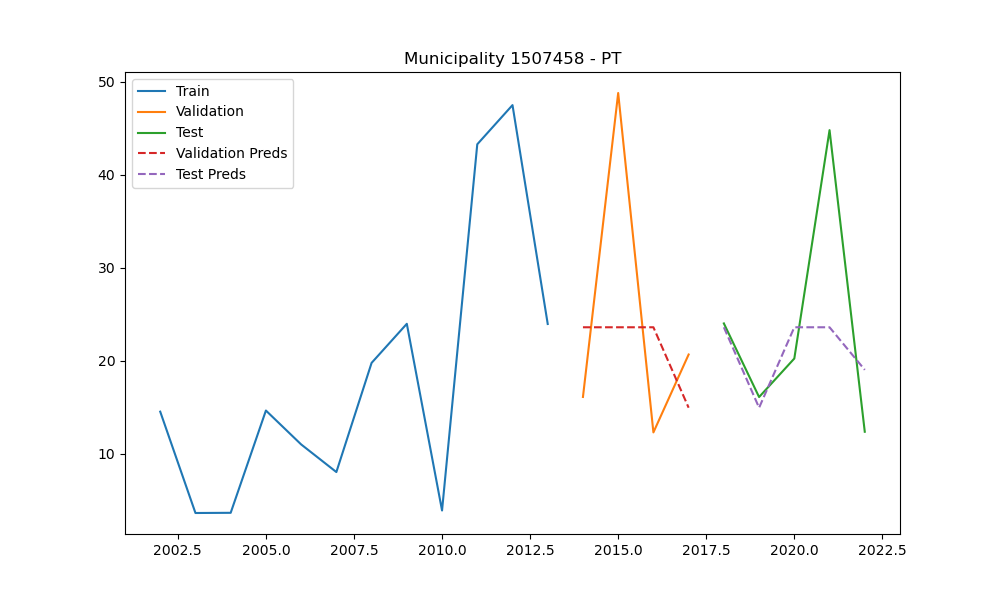 Municipality 1507458 - PT
50
40
30
20
10
Train
Validation
Test
Validation Preds
Test Preds
2002.5 2005.0 2007.5 2010.0 2012.5 2015.0 2017.5 2020.0 2022.5